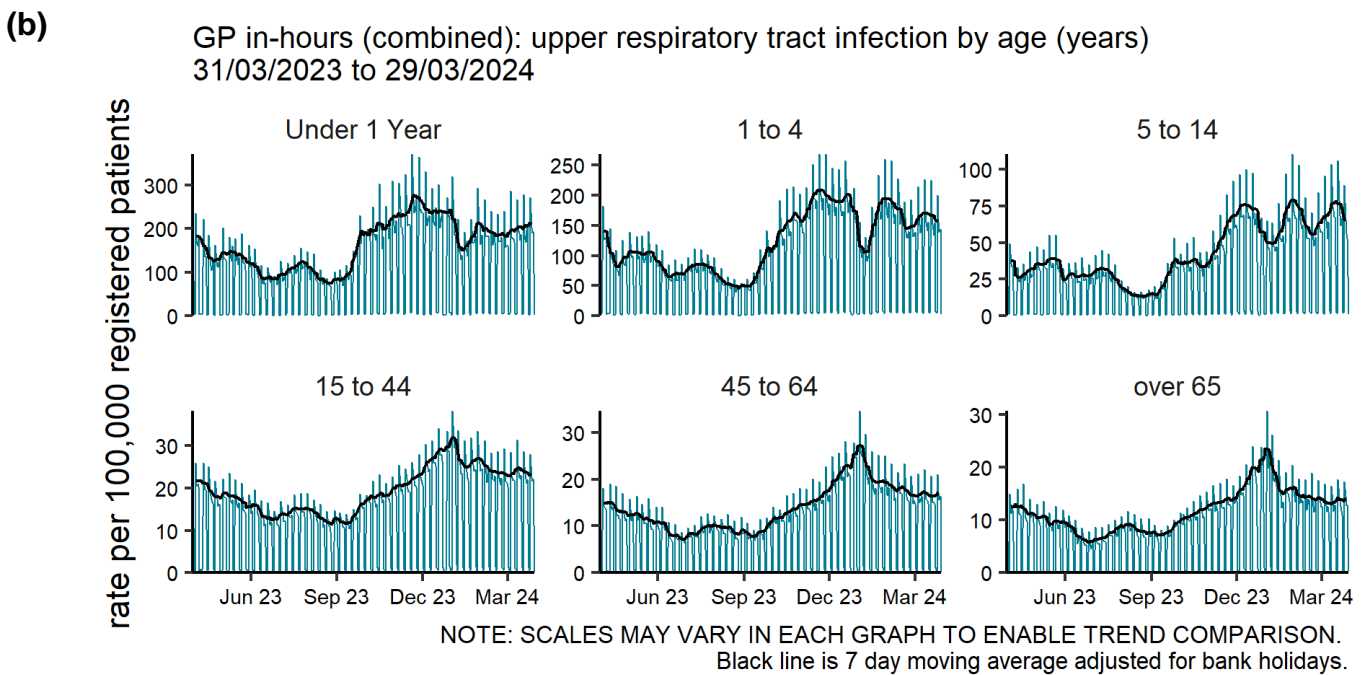 (b)
GP in-hours (combined): upper respiratory tract infection by age (years)
31/03/2023 to 29/03/2024
rate per 100,000 registered patients
Under 1 Year
1 to 4
5 to 14
300
200
100
0
250
200
150
100
50
0
100
75
50
25
0
15 to 44
45 to 64
over 65
30
20
10
0
30
20
10
0
30
20
10
0
Jun 23 Sep 23 Dec 23 Mar 24
Jun 23 Sep 23 Dec 23 Mar 24
Jun 23 Sep 23 Dec 23 Mar 24
NOTE: SCALES MAY VARY IN EACH GRAPH TO ENABLE TREND COMPARISON.
Black line is 7 day moving average adjusted for bank holidays.